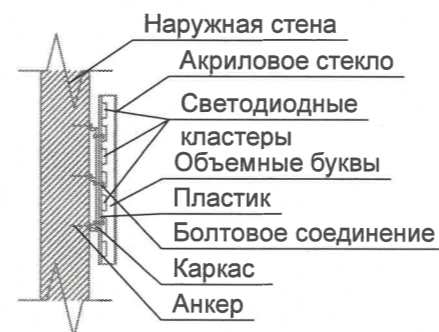 Наружная стена
Акриловое стекло
Светодиодные
кластеры
Объемные буквы
Пластик
Болтовое соединение
Каркас
Анкер